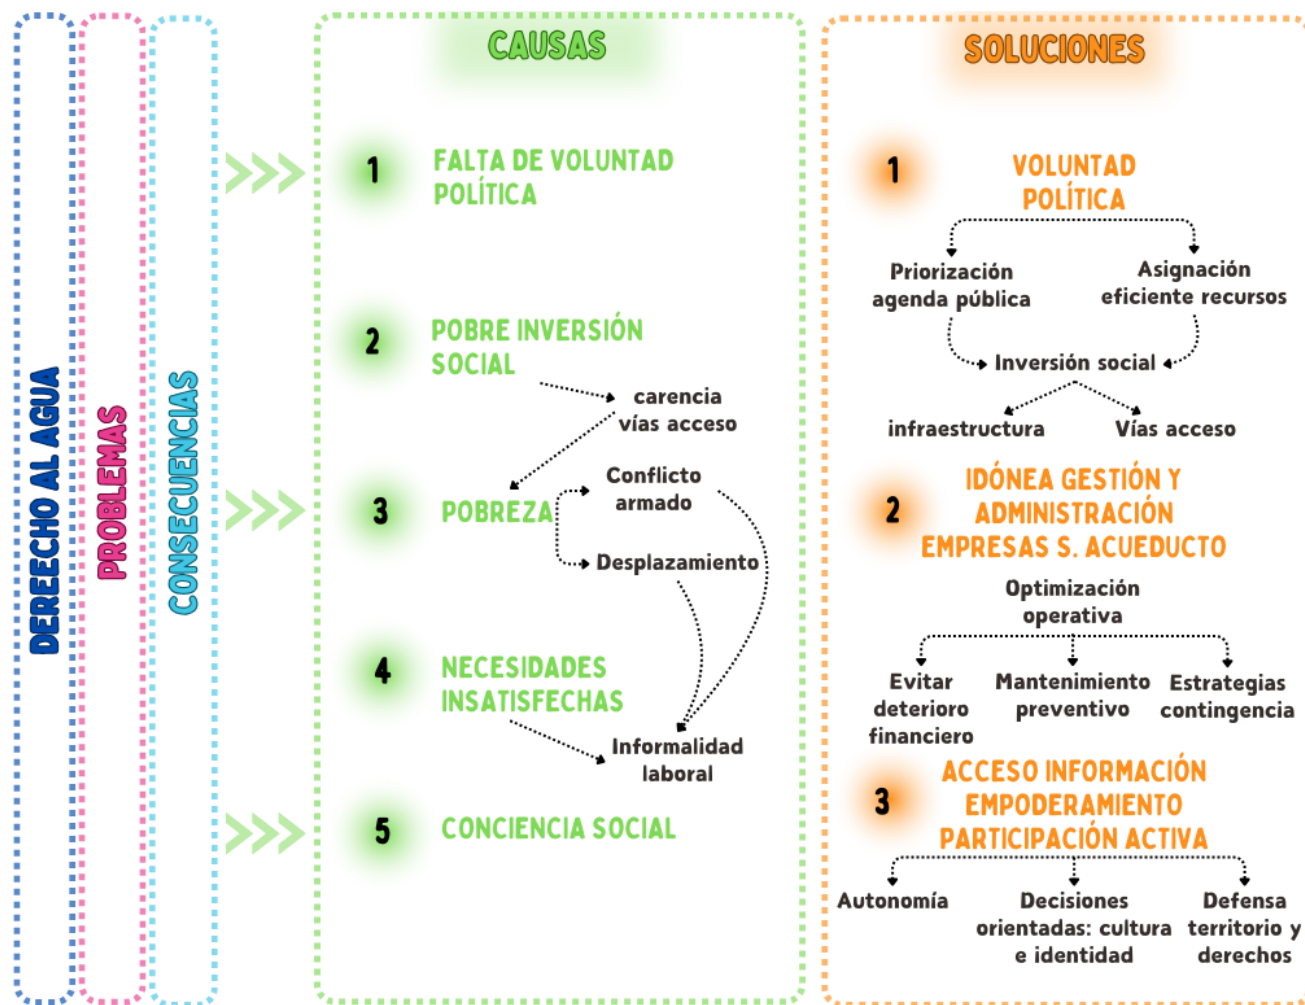 DEREECHO AL AGUA
PROBLEMAS
CONSECUENCIAS
CAUSAS
1
FALTA DE VOLUNTAD
POLÍTICA
2
POBRE INVERSIÓN
SOCIAL
carencia
vías acceso
3
POBREZA
Conflicto
armado
Desplazamiento
4
NECESIDADES
INSATISFECHAS
Informalidad
laboral
5
CONCIENCIA SOCIAL
SOLUCIONES
1
VOLUNTAD
POLÍTICA
Priorización
agenda pública
Asignación
eficiente recursos
Inversión social
infraestructura
Vías acceso
2
IDÓNEA GESTIÓN Y
ADMINISTRACIÓN
EMPRESAS S. ACUEDUCTO
Optimización
operativa
Evitar
deterioro
financiero
Mantenimiento
preventivo
Estrategias
contingencia
3
ACCESO INFORMACIÓN
EMPODERAMIENTO
PARTICIPACIÓN ACTIVA
Autonomía
Decisiones
orientadas: cultura
e identidad
Defensa
territorio y
derechos